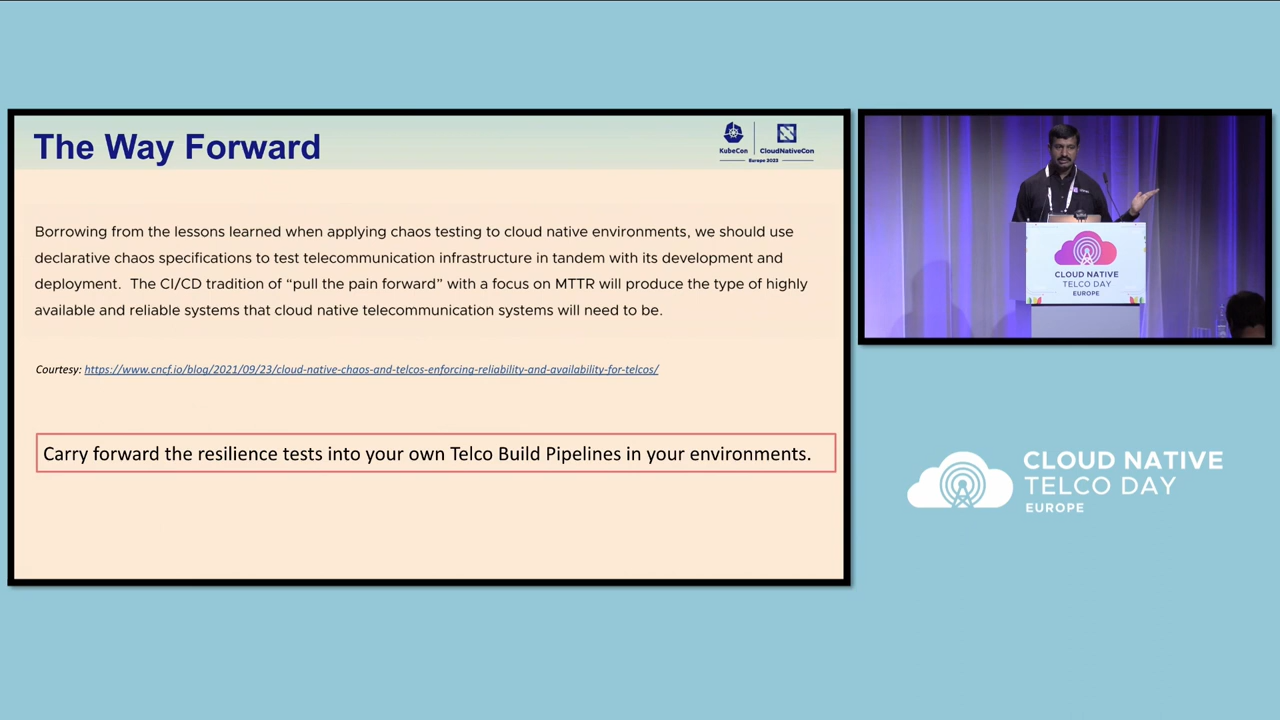 The Way Forward
KubeCon
CloudNativeCon
Europe 2023
Borrowing from the lessons learned when applying chaos testing to cloud native environments, we should use
declarative chaos specifications to test telecommunication infrastructure in tandem with its development and
deployment. The CI/CD tradition of “pull the pain forward” with a focus on MTTR will produce the type of highly
available and reliable systems that cloud native telecommunication systems will need to be.
Courtesy: https://www.cncf.io/blog/2021/09/23/cloud-native-chaos-and-telcos-enforcing-reliability-and-availability-for-telcos/
Carry forward the resilience tests into your own Telco Build Pipelines in your environments.
CLOUD NATIVE
TELCO DAY
EUROPE
CLOUD NATIVE
TELCO DAY
EUROPE